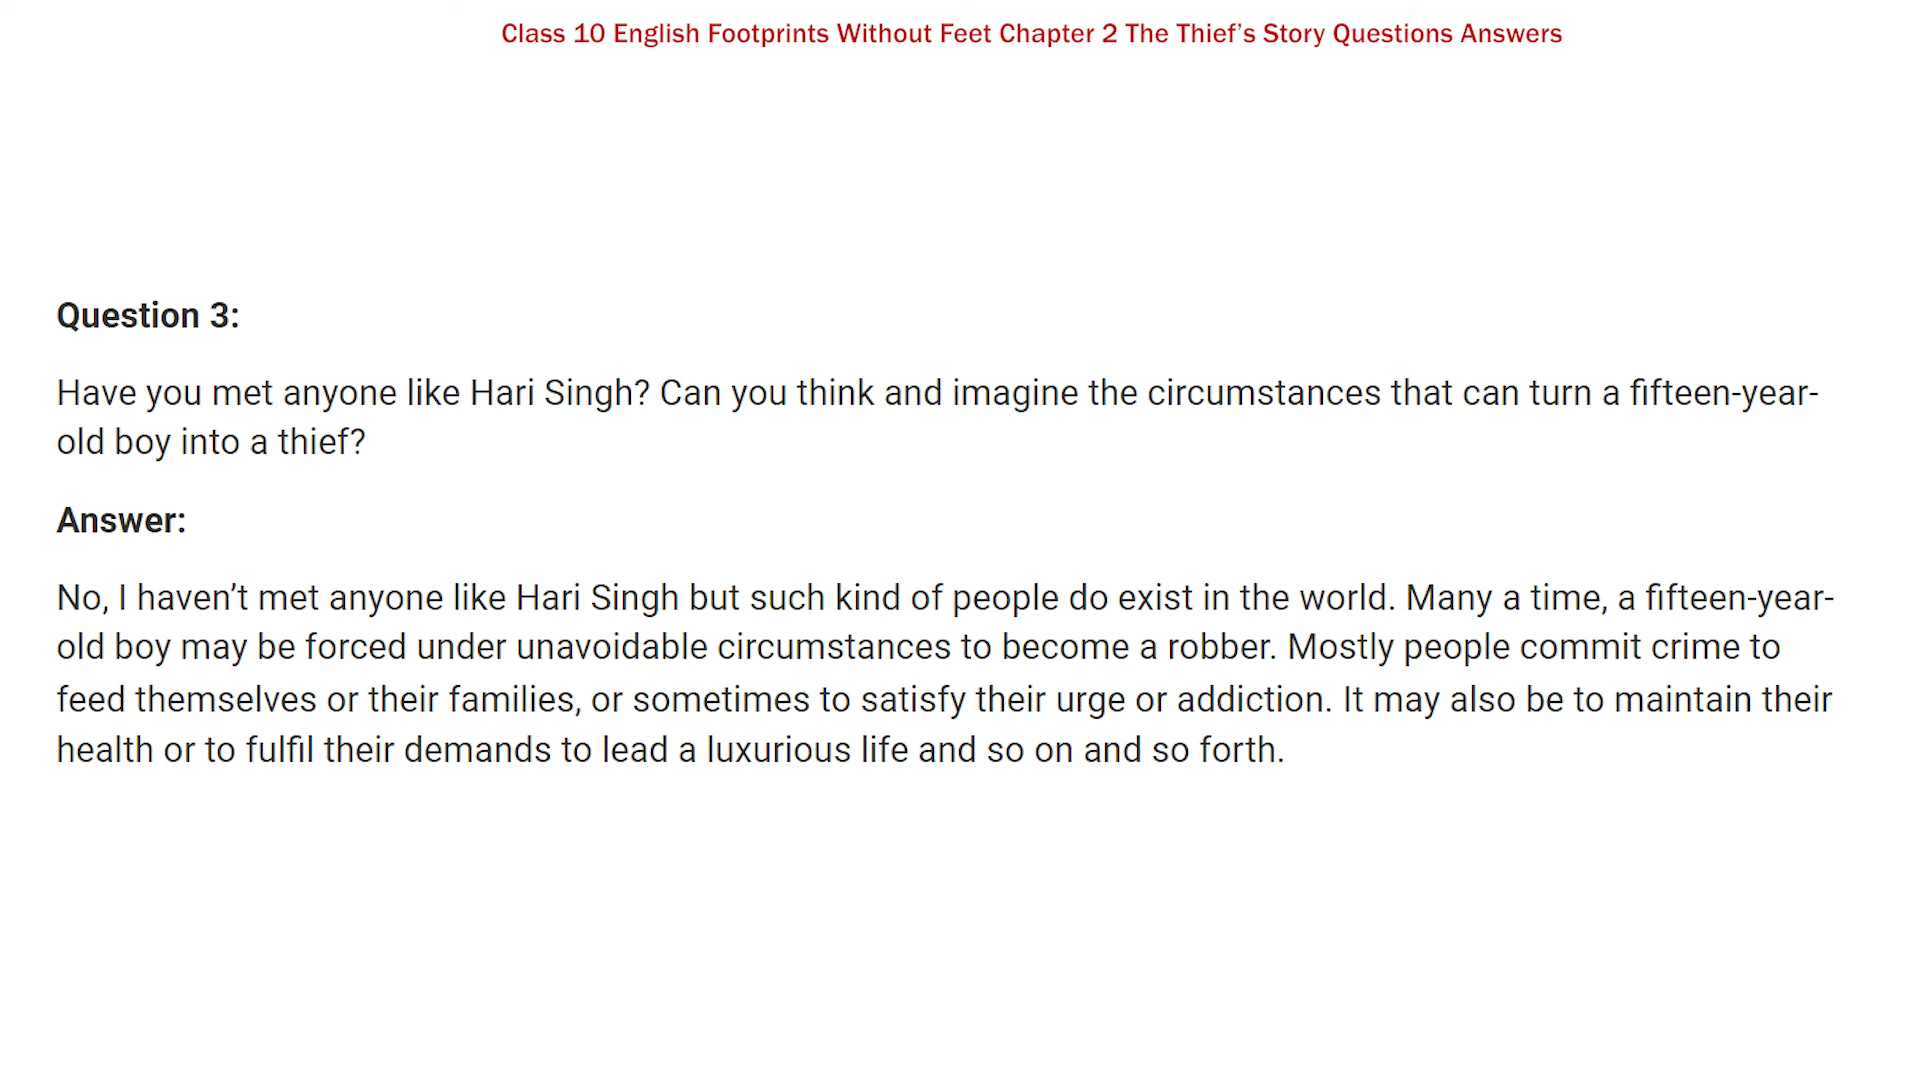 Class 10 English Footprints Without Feet Chapter 2 The Thief’s Story Questions Answers
Question 3:
Have you met anyone like Hari Singh? Can you think and imagine the circumstances that can turn a fifteen-year-
old boy into a thief?
Answer:
No, I haven’t met anyone like Hari Singh but such kind of people do exist in the world. Many a time, a fifteen-year-
old boy may be forced under unavoidable circumstances to become a robber. Mostly people commit crime to
feed themselves or their families, or sometimes to satisfy their urge or addiction. It may also be to maintain their
health or to fulfil their demands to lead a luxurious life and so on and so forth.